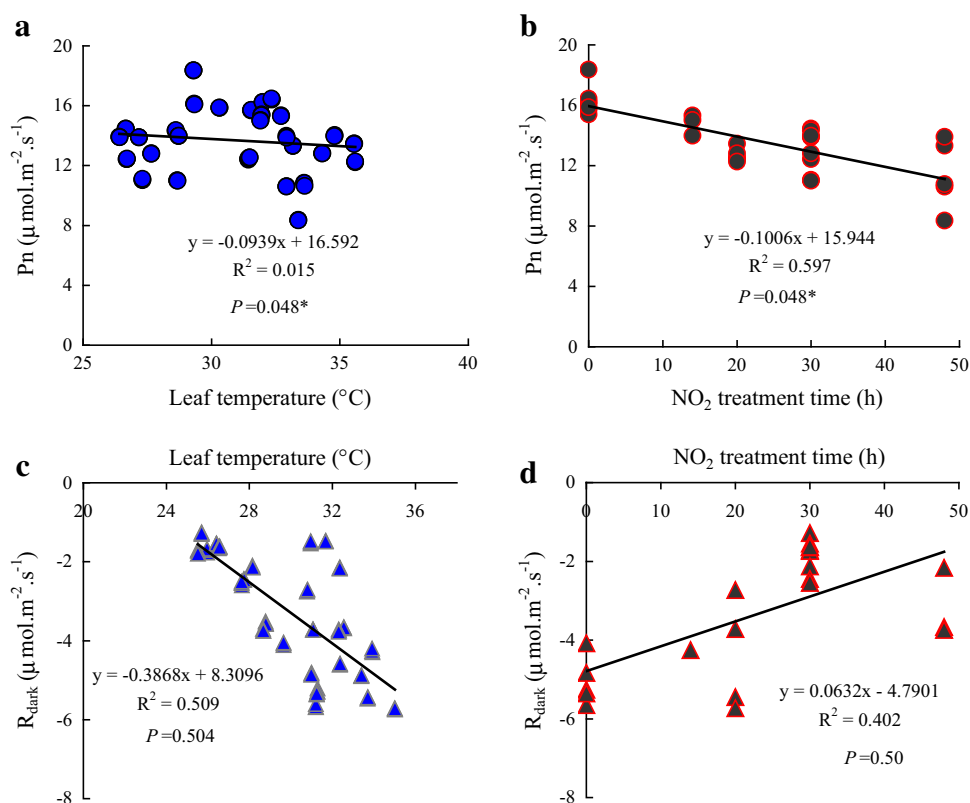 a
20
16
12
8
4
0
Pn (µmol.m⁻².s⁻¹)
y = -0.0939x + 16.592
R² = 0.015
P=0.048*
25 30 35 40
Leaf temperature (°C)
b
20
16
12
8
4
0
Pn (µmol.m⁻².s⁻¹)
y = -0.1006x + 15.944
R² = 0.597
P=0.048*
0 10 20 30 40 50
NO₂ treatment time (h)
c
Leaf temperature (°C)
20 24 28 32 36
0
-2
-4
-6
-8
R_dark (µmol.m⁻².s⁻¹)
y = -0.3868x + 8.3096
R² = 0.509
P=0.504
d
NO₂ treatment time (h)
0 10 20 30 40 50
0
-2
-4
-6
-8
R_dark (µmol.m⁻².s⁻¹)
y = 0.0632x - 4.7901
R² = 0.402
P=0.50